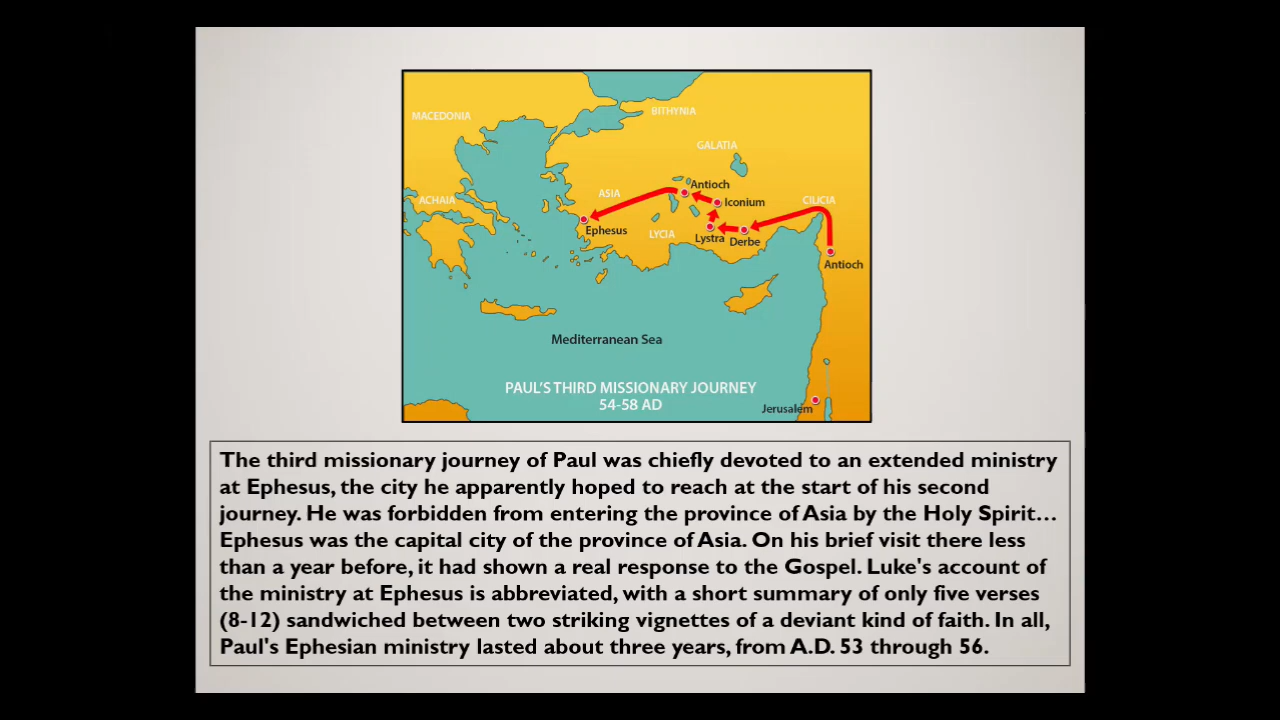 MACEDONIA
BITHYNIA
GALATIA
Antioch
ASIA
ACHAIA
Iconium
CILICIA
Ephesus
LYCIA
Lystra
Derbe
Antioch
Mediterranean Sea
PAUL'S THIRD MISSIONARY JOURNEY
54-58 AD
Jerusalem
The third missionary journey of Paul was chiefly devoted to an extended ministry
at Ephesus, the city he apparently hoped to reach at the start of his second
journey. He was forbidden from entering the province of Asia by the Holy Spirit...
Ephesus was the capital city of the province of Asia. On his brief visit there less
than a year before, it had shown a real response to the Gospel. Luke's account of
the ministry at Ephesus is abbreviated, with a short summary of only five verses
(8-12) sandwiched between two striking vignettes of a deviant kind of faith. In all,
Paul's Ephesian ministry lasted about three years, from A.D. 53 through 56.